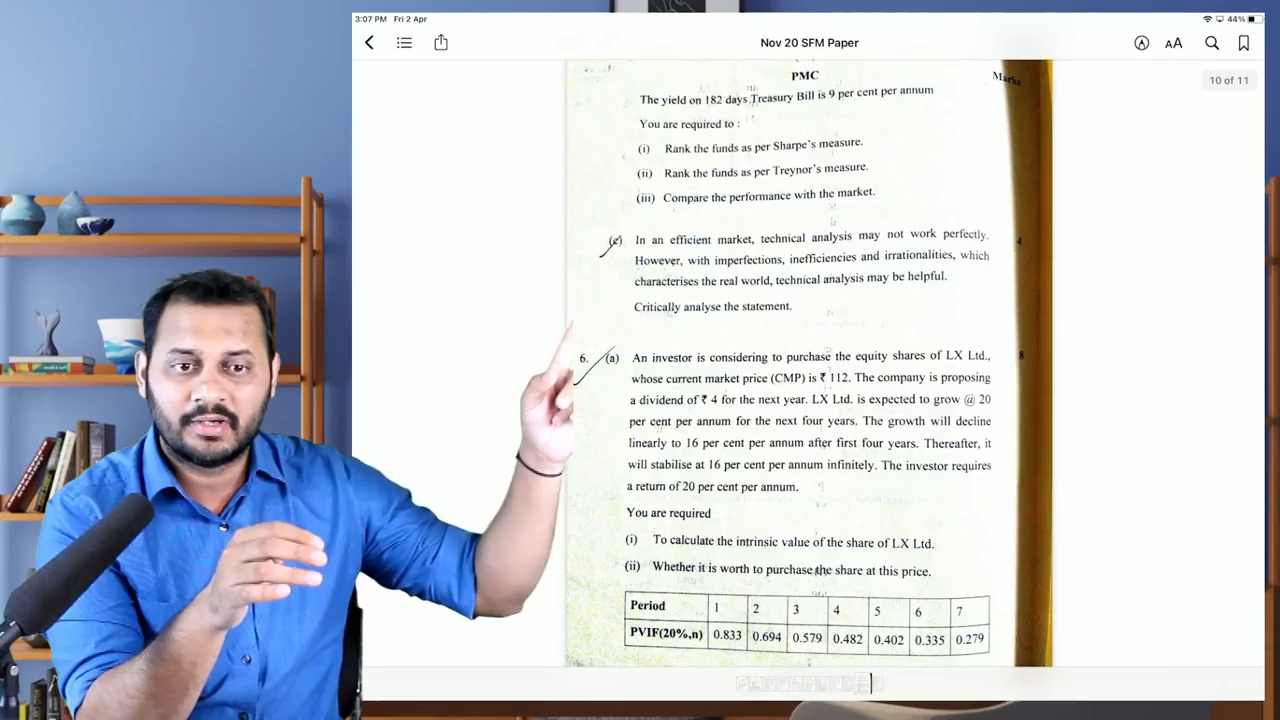 3:07 PM Fri 2 Apr
44%
Nov 20 SFM Paper
AA
10 of 11
PMC
Marks
The yield on 182 days Treasury Bill is 9 per cent per annum
You are required to :
(i) Rank the funds as per Sharpe's measure.
(ii) Rank the funds as per Treynor's measure.
(iii) Compare the performance with the market.
(c) In an efficient market, technical analysis may not work perfectly. 4
However, with imperfections, inefficiencies and irrationalities, which
characterises the real world, technical analysis may be helpful.
Critically analyse the statement.
6. (a) An investor is considering to purchase the equity shares of LX Ltd., 8
whose current market price (CMP) is ₹ 112. The company is proposing
a dividend of ₹ 4 for the next year. LX Ltd. is expected to grow @ 20
per cent per annum for the next four years. The growth will decline
linearly to 16 per cent per annum after first four years. Thereafter, it
will stabilise at 16 per cent per annum infinitely. The investor requires
a return of 20 per cent per annum.
You are required
(i) To calculate the intrinsic value of the share of LX Ltd.
(ii) Whether it is worth to purchase the share at this price.
Period 1 2 3 4 5 6 7
PVIF(20%,n) 0.833 0.694 0.579 0.482 0.402 0.335 0.279